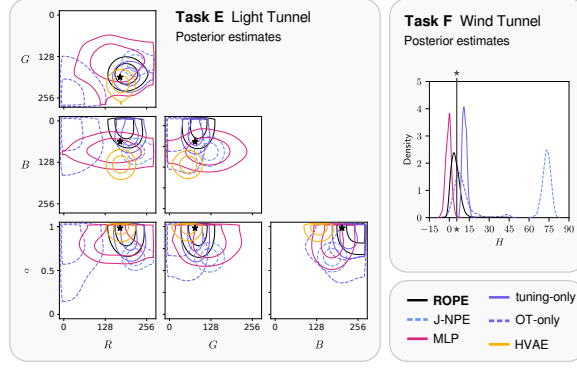 Task E Light Tunnel
Posterior estimates
0
128
256
G
0
128
256
B
1
0.5
0
α
0 128 256
R
0 128 256
G
0 128 256
B
Task F Wind Tunnel
Posterior estimates
★
5
4
3
2
1
0
Density
−15 0 ★ 15 30 45 60 75 90
H
ROPE
J-NPE
MLP
tuning-only
OT-only
HVAE